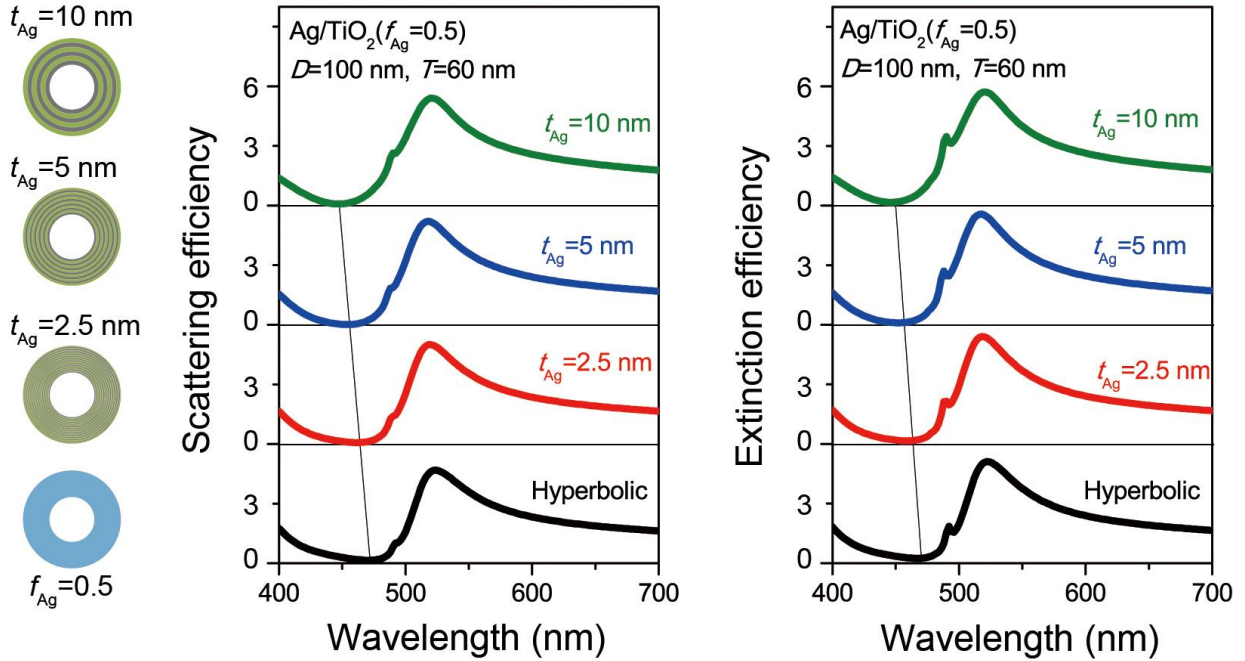 t_Ag=10 nm
t_Ag=5 nm
t_Ag=2.5 nm
f_Ag=0.5
Scattering efficiency
Ag/TiO₂(f_Ag=0.5)
D=100 nm, T=60 nm
6
3
0
t_Ag=10 nm
3
0
t_Ag=5 nm
3
0
t_Ag=2.5 nm
3
0
Hyperbolic
400 500 600 700
Wavelength (nm)
Extinction efficiency
Ag/TiO₂(f_Ag=0.5)
D=100 nm, T=60 nm
6
3
0
t_Ag=10 nm
3
0
t_Ag=5 nm
3
0
t_Ag=2.5 nm
3
0
Hyperbolic
400 500 600 700
Wavelength (nm)